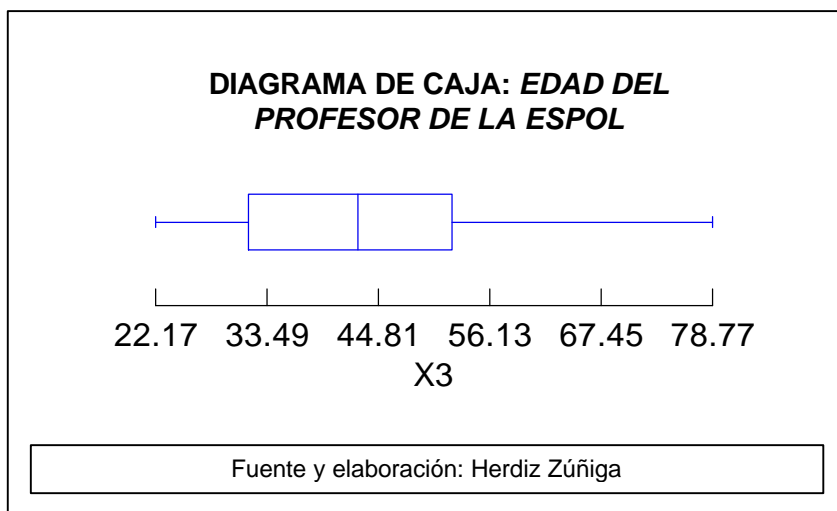 DIAGRAMA DE CAJA: EDAD DEL
PROFESOR DE LA ESPOL
22.17 33.49 44.81 56.13 67.45 78.77
X3
Fuente y elaboración: Herdiz Zúñiga